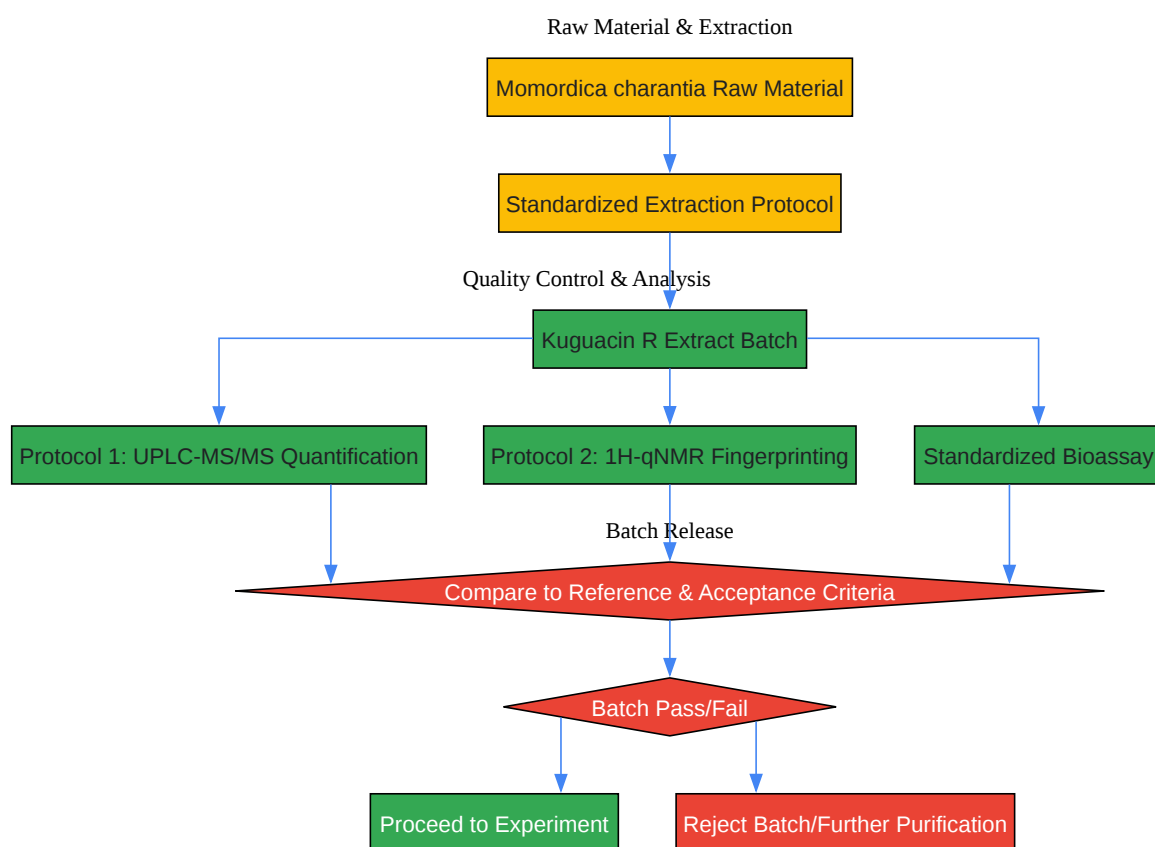 Raw Material & Extraction
Momordica charantia Raw Material
Standardized Extraction Protocol
Quality Control & Analysis
Kuguacin R Extract Batch
Protocol 1: UPLC-MS/MS Quantification
Protocol 2: 1H-qNMR Fingerprinting
Standardized Bioassay
Batch Release
Compare to Reference & Acceptance Criteria
Batch Pass/Fail
Proceed to Experiment
Reject Batch/Further Purification